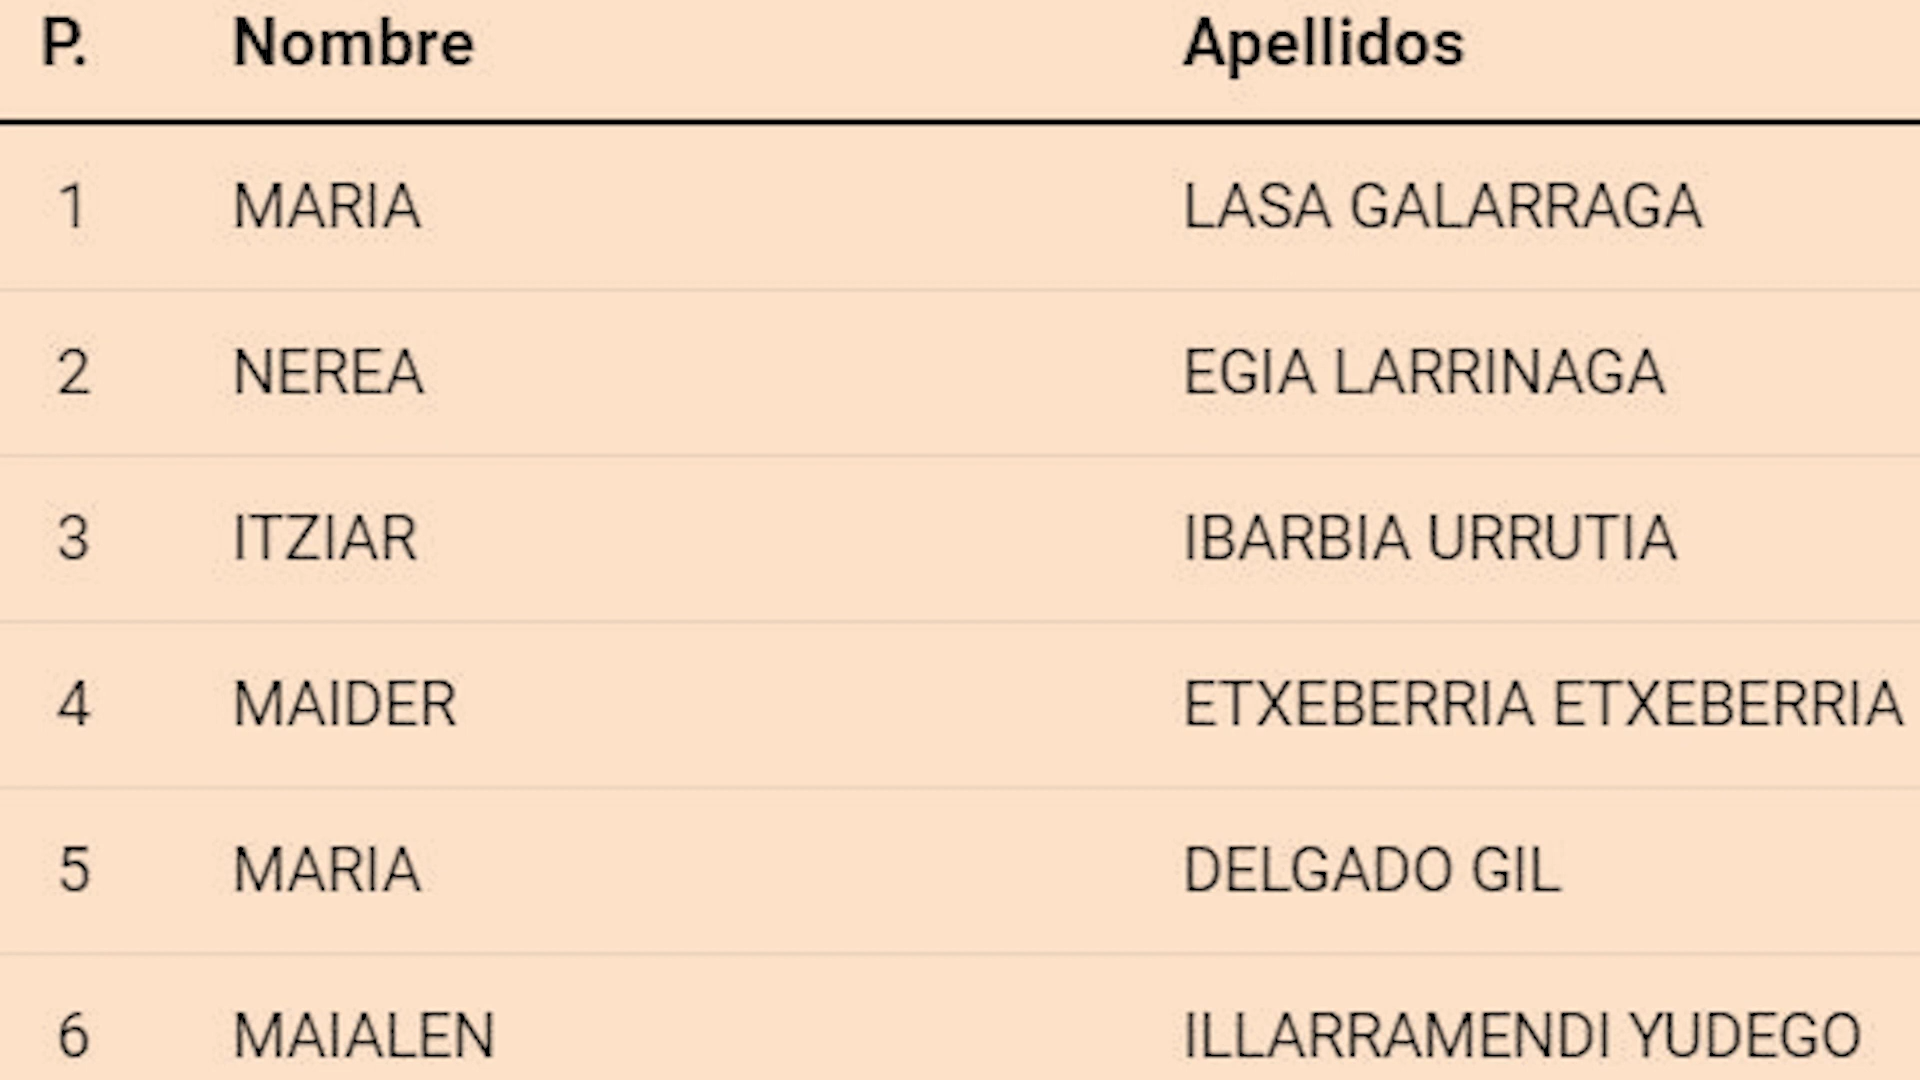 P. Nombre Apellidos
1 MARIA LASA GALARRAGA
2 NEREA EGIA LARRINAGA
3 ITZIAR IBARBIA URRUTIA
4 MAIDER ETXEBERRIA ETXEBERRIA
5 MARIA DELGADO GIL
6 MAIALEN ILLARRAMENDI YUDEGO